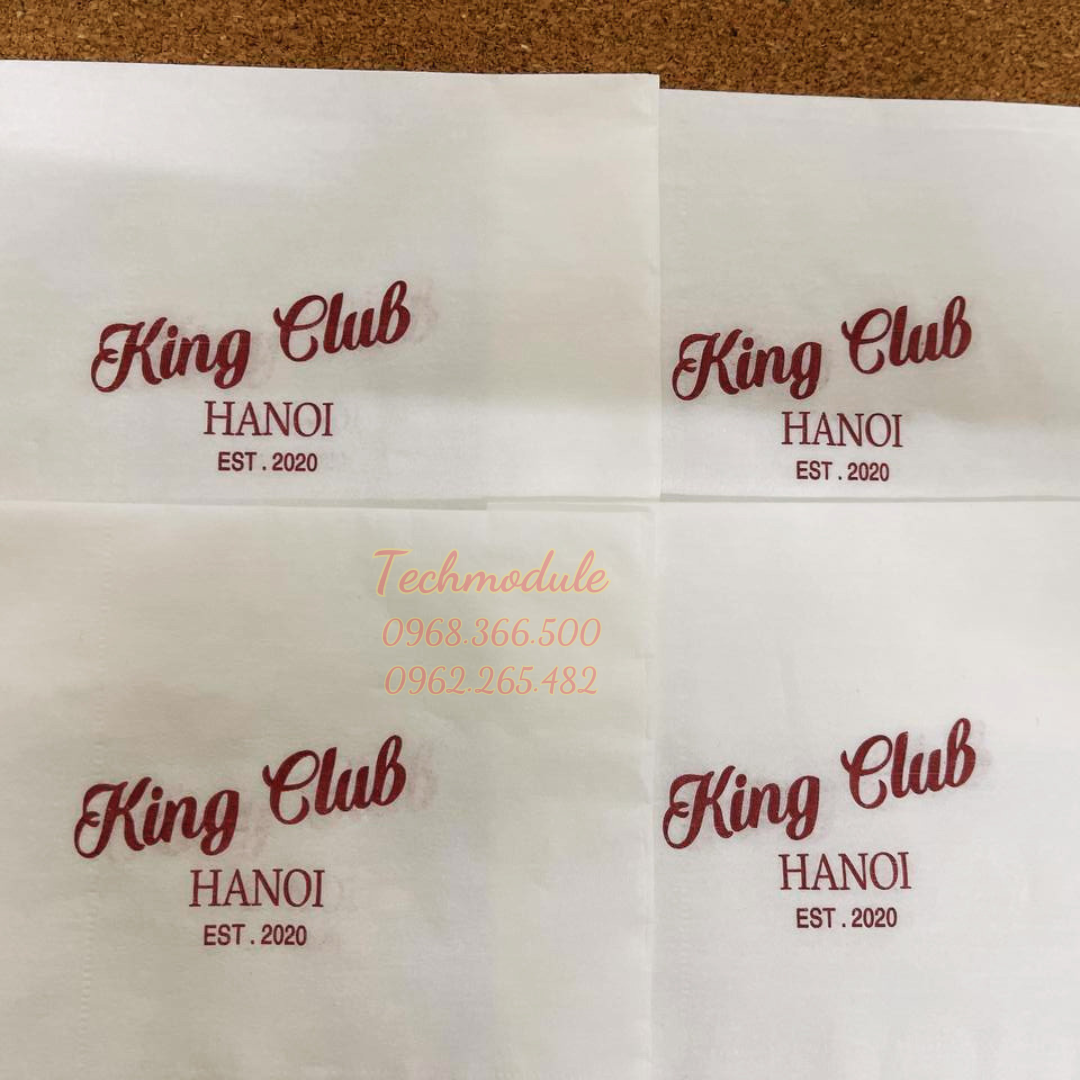 King Club
HANOI
EST . 2020
King Club
HANOI
EST . 2020
Techmodule
0968.366.500
0962.265.482
King Club
HANOI
EST . 2020
King Club
HANOI
EST . 2020